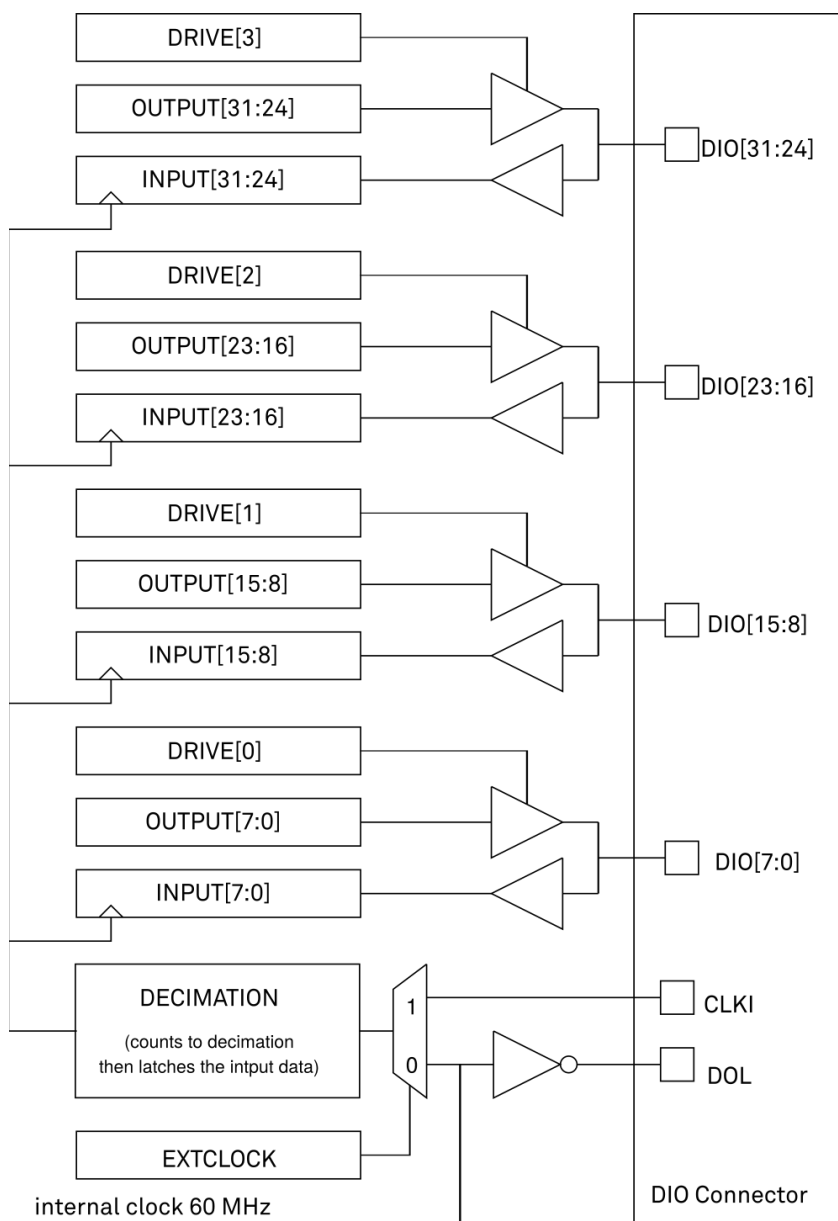 DRIVE[3]
OUTPUT[31:24]
INPUT[31:24]
DIO[31:24]
DRIVE[2]
OUTPUT[23:16]
INPUT[23:16]
DIO[23:16]
DRIVE[1]
OUTPUT[15:8]
INPUT[15:8]
DIO[15:8]
DRIVE[0]
OUTPUT[7:0]
INPUT[7:0]
DIO[7:0]
DECIMATION
(counts to decimation
then latches the intput data)
1
0
CLKI
DOL
EXTCLOCK
internal clock 60 MHz
DIO Connector